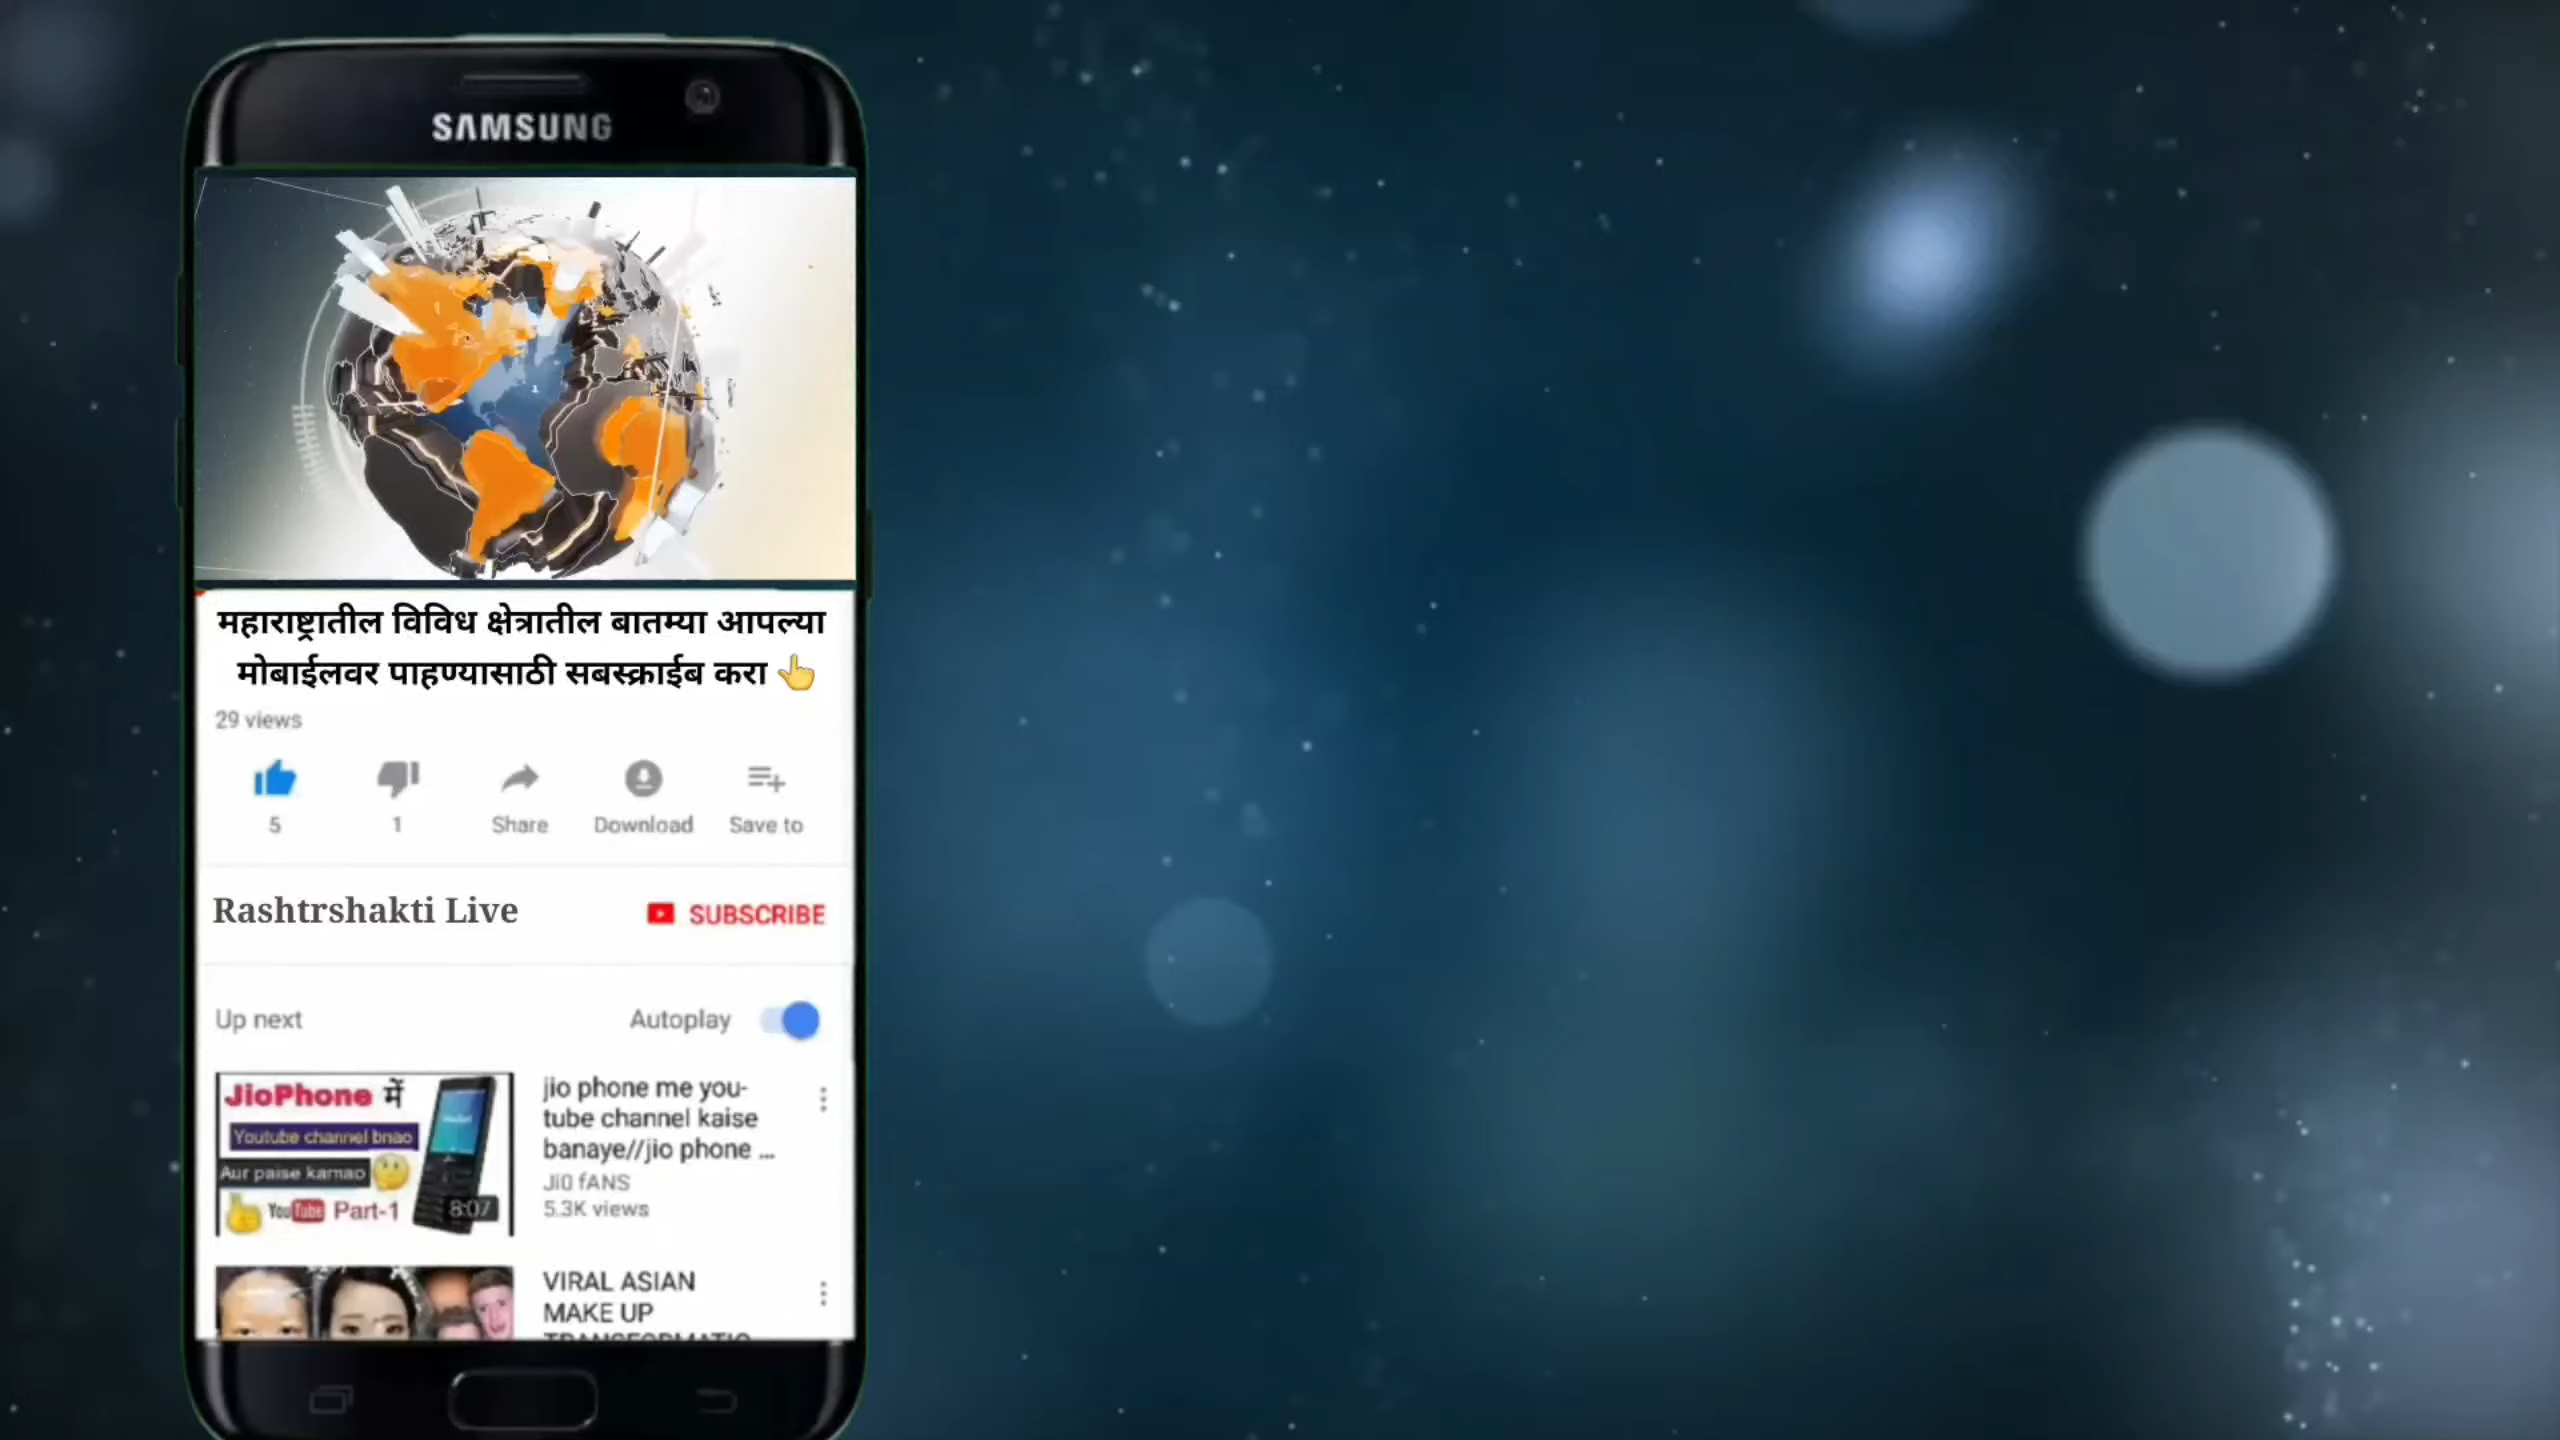 SAMSUNG
महाराष्ट्रातील विविध क्षेत्रातील बातम्या आपल्या
मोबाईलवर पाहण्यासाठी सबस्क्राईब करा 👆
29 views
5
1
Share
Download
Save to
Rashtrshakti Live
SUBSCRIBE
Up next
Autoplay
JioPhone में
Youtube channel bnao
Aur paise kamao
YouTube Part-1
8:07
jio phone me you-
tube channel kaise
banaye//jio phone ...
Ji0 fANS
5.3K views
VIRAL ASIAN
MAKE UP